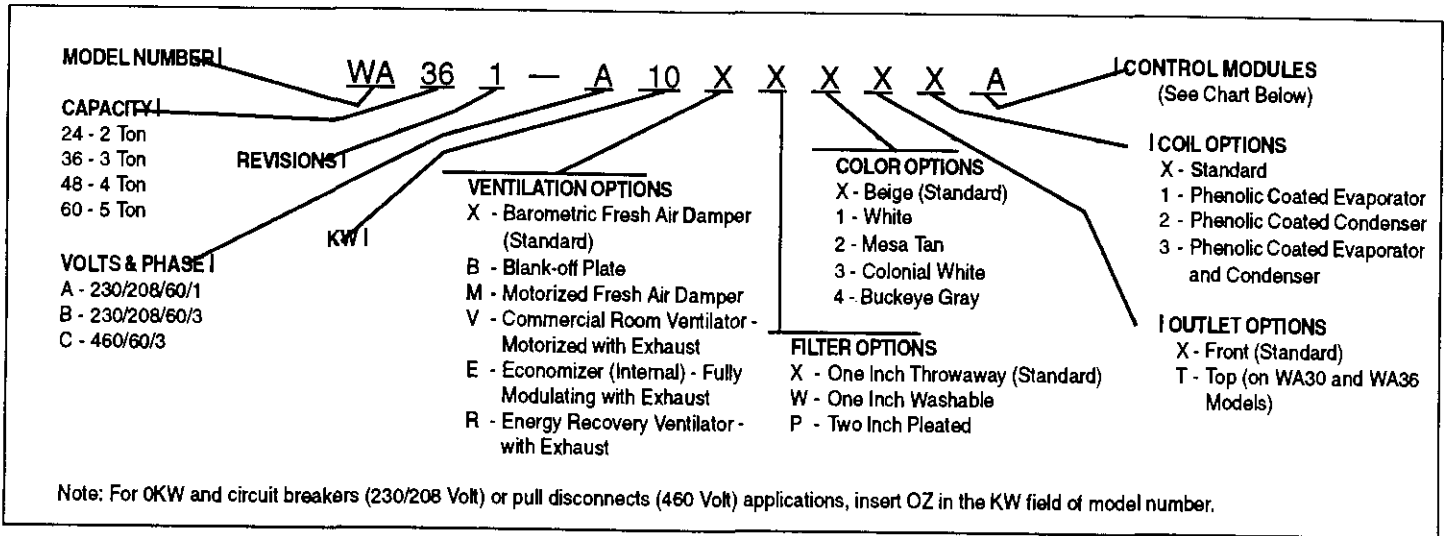 MODEL NUMBER
WA 36 1 — A 10 X X X X X A
CONTROL MODULES
(See Chart Below)
CAPACITY
24 - 2 Ton
36 - 3 Ton
48 - 4 Ton
60 - 5 Ton
REVISIONS
VOLTS & PHASE
A - 230/208/60/1
B - 230/208/60/3
C - 460/60/3
KW
VENTILATION OPTIONS
X - Barometric Fresh Air Damper
(Standard)
B - Blank-off Plate
M - Motorized Fresh Air Damper
V - Commercial Room Ventilator -
Motorized with Exhaust
E - Economizer (Internal) - Fully
Modulating with Exhaust
R - Energy Recovery Ventilator -
with Exhaust
COLOR OPTIONS
X - Beige (Standard)
1 - White
2 - Mesa Tan
3 - Colonial White
4 - Buckeye Gray
FILTER OPTIONS
X - One Inch Throwaway (Standard)
W - One Inch Washable
P - Two Inch Pleated
COIL OPTIONS
X - Standard
1 - Phenolic Coated Evaporator
2 - Phenolic Coated Condenser
3 - Phenolic Coated Evaporator
and Condenser
OUTLET OPTIONS
X - Front (Standard)
T - Top (on WA30 and WA36
Models)
Note: For 0KW and circuit breakers (230/208 Volt) or pull disconnects (460 Volt) applications, insert OZ in the KW field of model number.